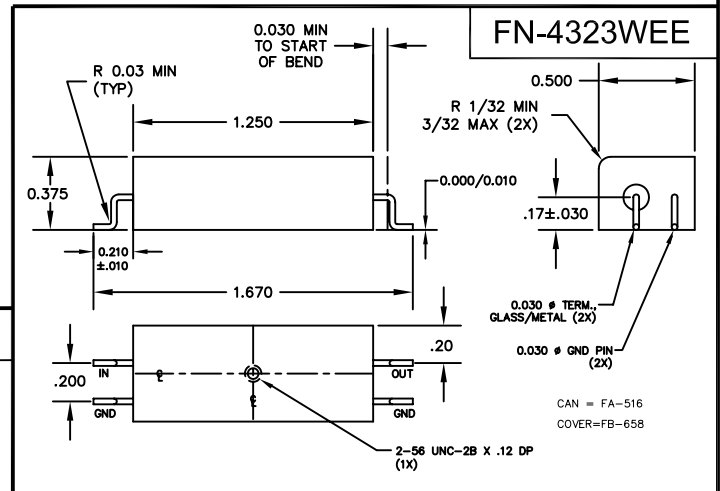 FN-4323WEE
0.030 MIN
TO START
OF BEND
R 0.03 MIN
(TYP)
0.500
R 1/32 MIN
3/32 MAX (2X)
1.250
0.375
0.000/0.010
.17±.030
0.210
±.010
1.670
0.030 ø TERM.,
GLASS/METAL (2X)
0.030 ø GND PIN
(2X)
.20
IN
OUT
.200
℄
℄
GND
GND
CAN = FA-516
COVER=FB-658
2-56 UNC-2B X .12 DP
(1X)